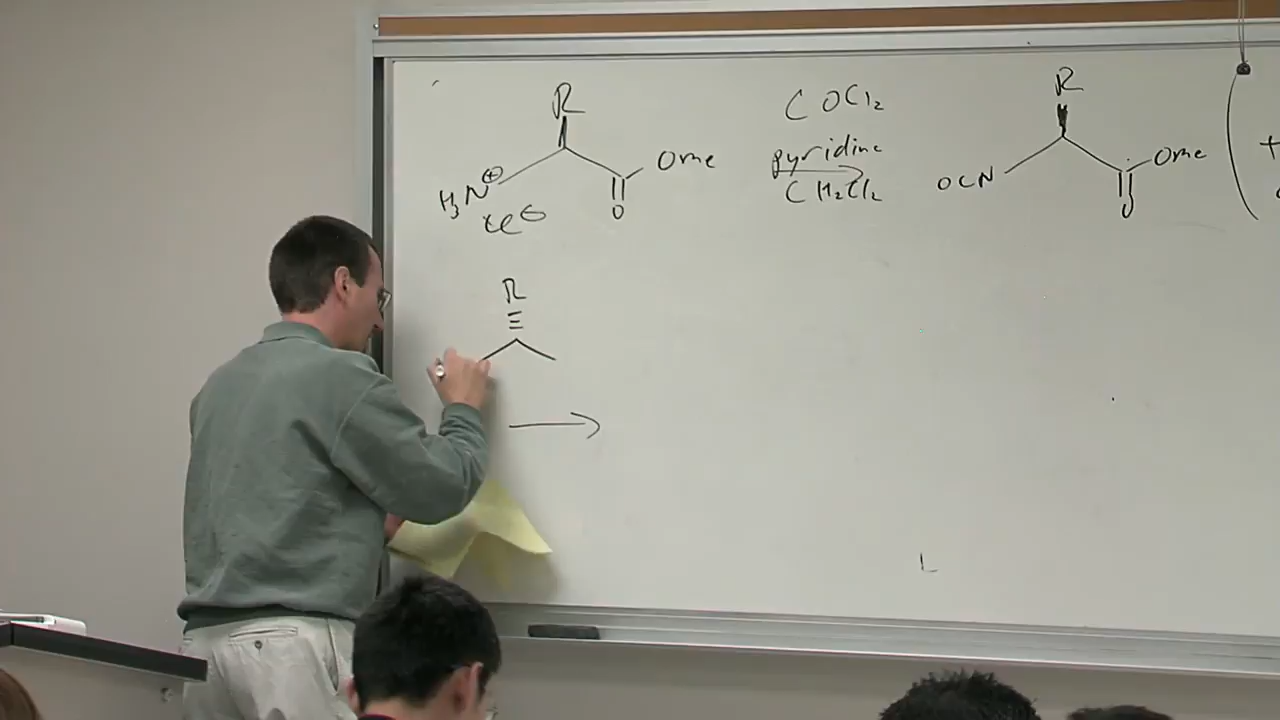 R
H3N⊕
Cl⊖
O
OMe
COCl2
pyridine
CH2Cl2
R
OCN
O
OMe
+
R
L